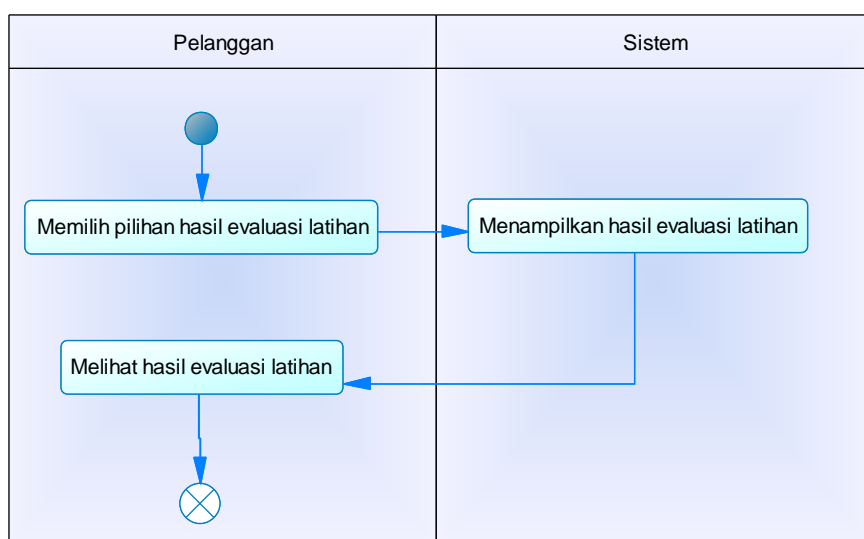 Pelanggan
Sistem
Memilih pilihan hasil evaluasi latihan
Menampilkan hasil evaluasi latihan
Melihat hasil evaluasi latihan